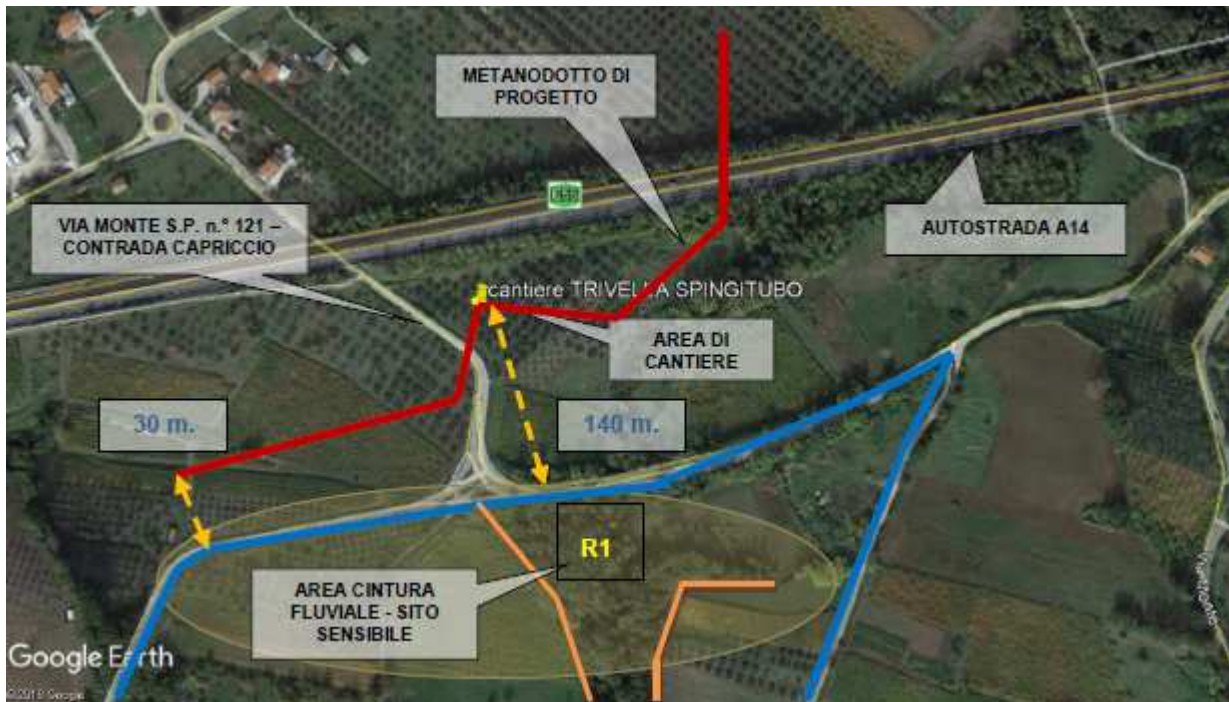 METANODOTTO DI
PROGETTO
VIA MONTE S.P. n.° 121 –
CONTRADA CAPRICCIO
AUTOSTRADA A14
cantiere TRIVELLA SPINGITUBO
AREA DI
CANTIERE
30 m.
140 m.
R1
AREA CINTURA
FLUVIALE - SITO
SENSIBILE
Google Earth